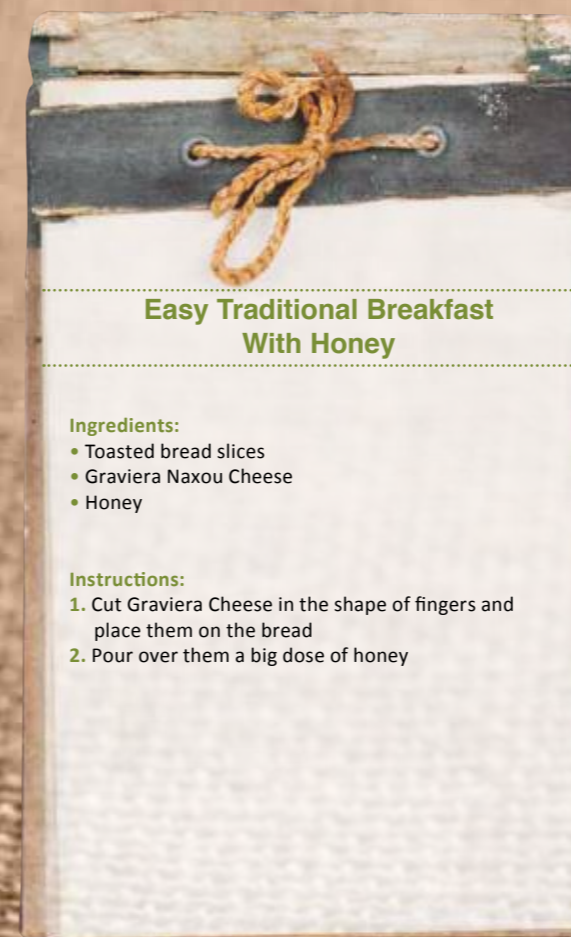 Easy Traditional Breakfast
With Honey
Ingredients:
• Toasted bread slices
• Graviera Naxou Cheese
• Honey
Instructions:
1. Cut Graviera Cheese in the shape of fingers and
place them on the bread
2. Pour over them a big dose of honey